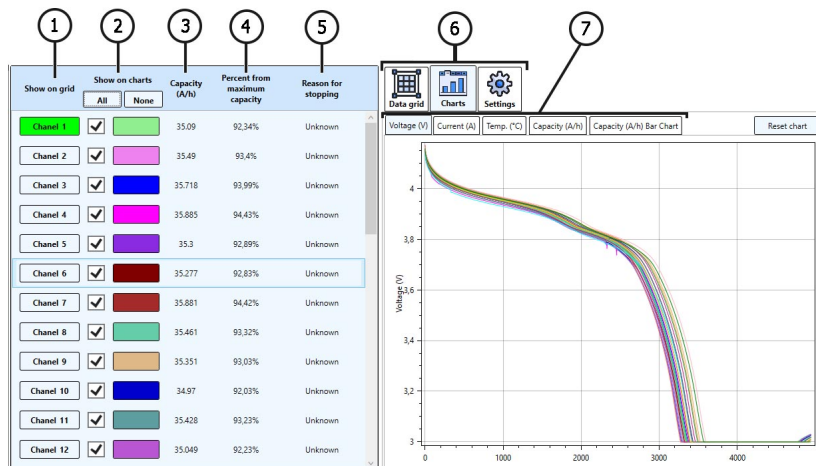 1 2 3 4 5 6 7
Show on grid
Show on charts
All None
Capacity
(A/h)
Percent from
maximum
capacity
Reason for
stopping
Chanel 1 35.09 92,34% Unknown
Chanel 2 35.49 93,4% Unknown
Chanel 3 35.718 93,99% Unknown
Chanel 4 35.885 94,43% Unknown
Chanel 5 35.3 92,89% Unknown
Chanel 6 35.277 92,83% Unknown
Chanel 7 35.881 94,42% Unknown
Chanel 8 35.461 93,32% Unknown
Chanel 9 35.351 93,03% Unknown
Chanel 10 34.97 92,03% Unknown
Chanel 11 35.428 93,23% Unknown
Chanel 12 35.049 92,23% Unknown
Data grid Charts Settings
Voltage (V) Current (A) Temp. (°C) Capacity (A/h) Capacity (A/h) Bar Chart Reset chart
Voltage (V)
4
3,8
3,6
3,4
3,2
3
0 1000 2000 3000 4000